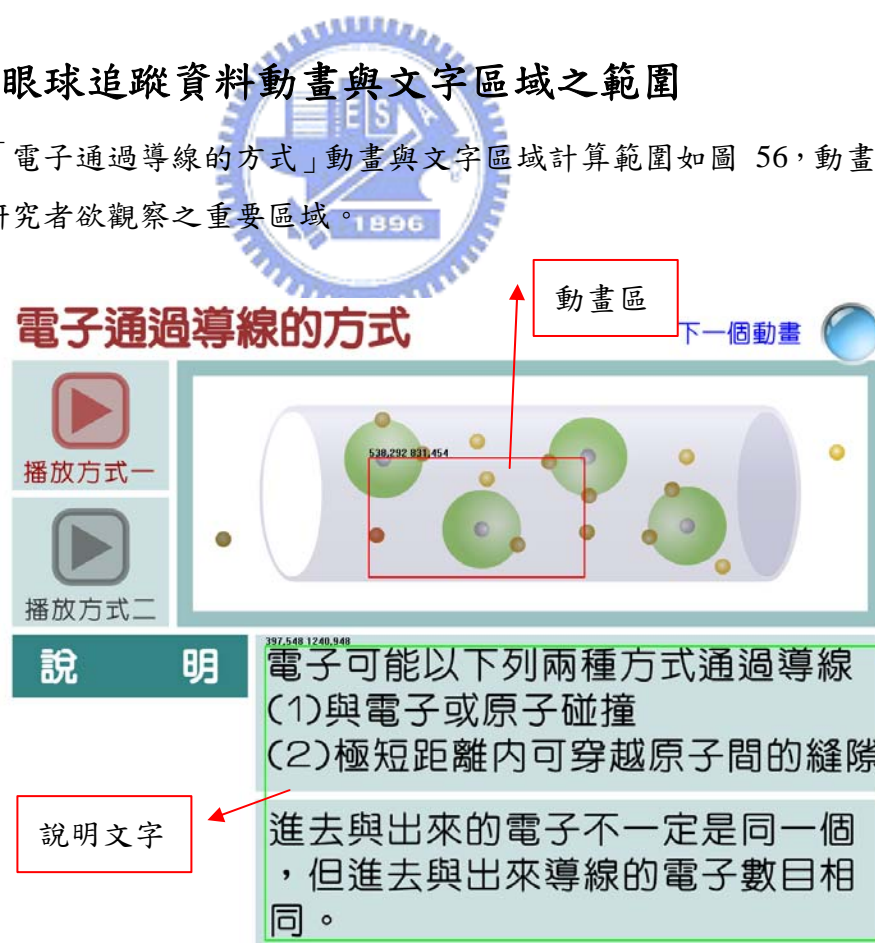 眼球追蹤資料動畫與文字區域之範圍
「電子通過導線的方式」動畫與文字區域計算範圍如圖 56，動畫
研究者欲觀察之重要區域。
ES
1896
動畫區
電子通過導線的方式
下一個動畫
播放方式一
538,292 831,454
播放方式二
說 明
397,548 1240,948
電子可能以下列兩種方式通過導線
(1)與電子或原子碰撞
(2)極短距離內可穿越原子間的縫隙
說明文字
進去與出來的電子不一定是同一個
，但進去與出來導線的電子數目相
同。